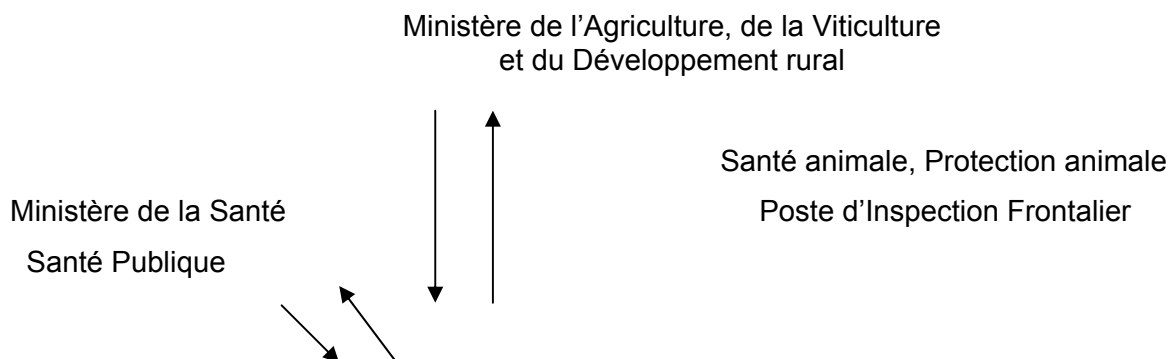 Ministère de l’Agriculture, de la Viticulture
et du Développement rural
Santé animale, Protection animale
Ministère de la Santé
Poste d’Inspection Frontalier
Santé Publique